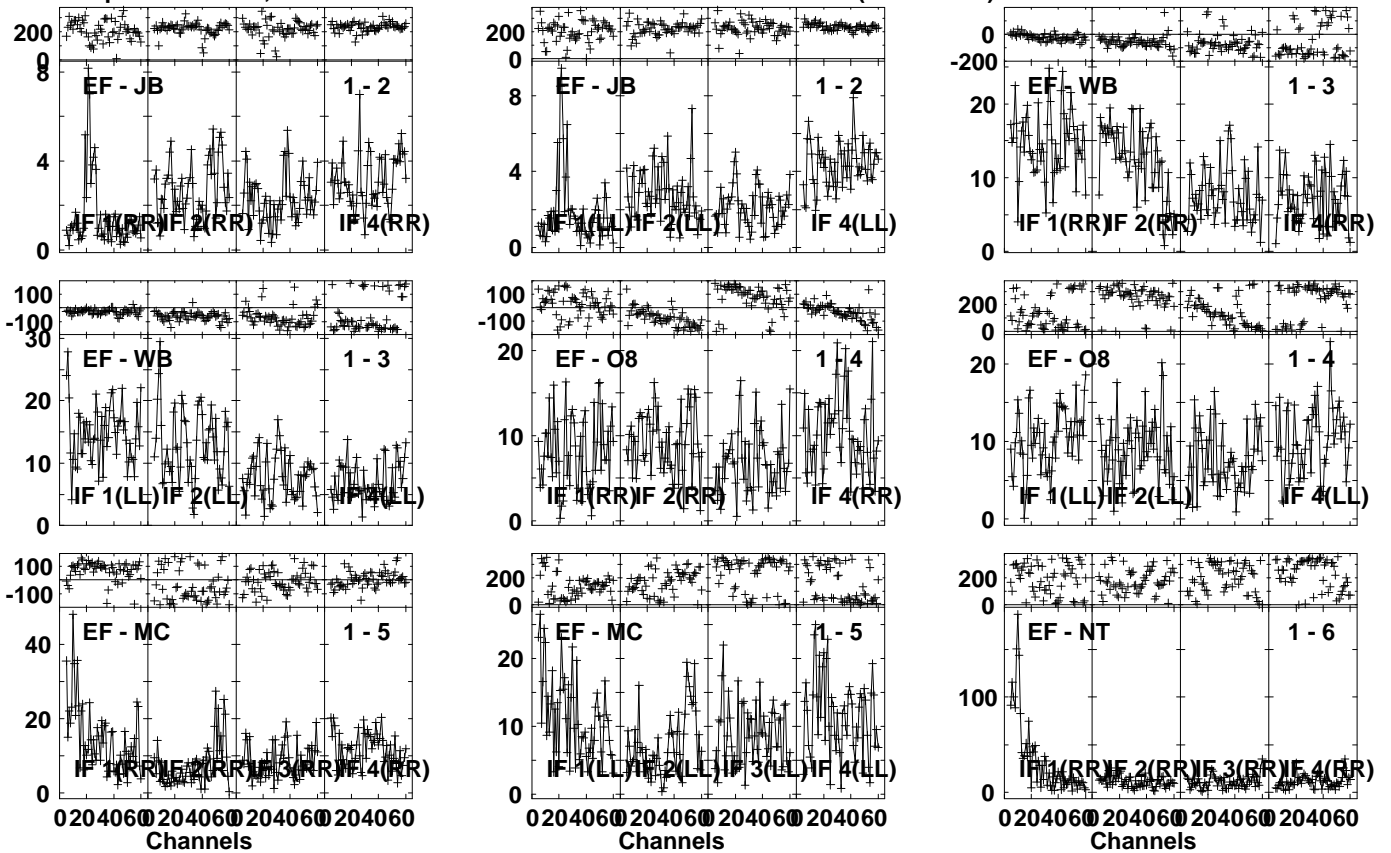 200
0
200
0
0
-200
8
4
0
EF - JB
1 - 2
IF 1(RR)
IF 2(RR)
IF 4(RR)
8
4
0
EF - JB
1 - 2
IF 1(LL)
IF 2(LL)
IF 4(LL)
20
10
0
EF - WB
1 - 3
IF 1(RR)
IF 2(RR)
IF 4(RR)
100
-100
100
-100
200
0
30
20
10
0
EF - WB
1 - 3
IF 1(LL)
IF 2(LL)
IF 4(LL)
20
10
0
EF - O8
1 - 4
IF 1(RR)
IF 2(RR)
IF 4(RR)
20
10
0
EF - O8
1 - 4
IF 1(LL)
IF 2(LL)
IF 4(LL)
100
-100
200
0
200
0
40
20
0
EF - MC
1 - 5
IF 1(RR)
IF 2(RR)
IF 3(RR)
IF 4(RR)
20
10
0
EF - MC
1 - 5
IF 1(LL)
IF 2(LL)
IF 3(LL)
IF 4(LL)
100
0
EF - NT
1 - 6
IF 1(RR)
IF 2(RR)
IF 3(RR)
IF 4(RR)
0 20 40 60 0 20 40 60 0 20 40 60 0 20 40 60
Channels
0 20 40 60 0 20 40 60 0 20 40 60 0 20 40 60
Channels
0 20 40 60 0 20 40 60 0 20 40 60 0 20 40 60
Channels